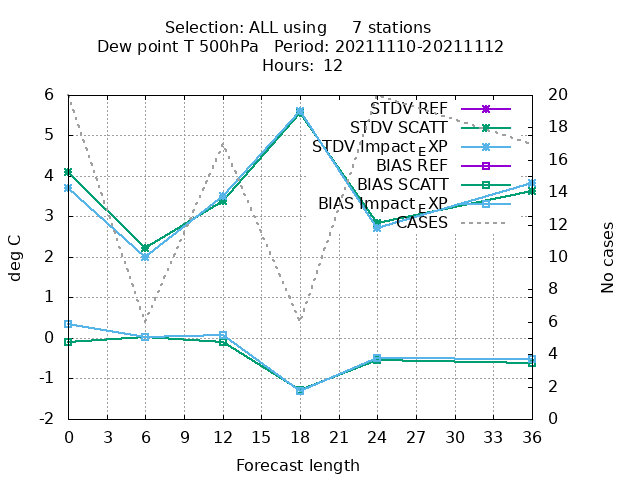 Selection: ALL using     7 stations
Dew point T 500hPa   Period: 20211110-20211112
Hours:  12
STDV REF
STDV SCATT
STDV Impact_EXP
BIAS REF
BIAS SCATT
BIAS Impact_EXP
CASES
6
5
4
3
2
1
0
-1
-2
deg C
20
18
16
14
12
10
8
6
4
2
0
No cases
0 3 6 9 12 15 18 21 24 27 30 33 36
Forecast length